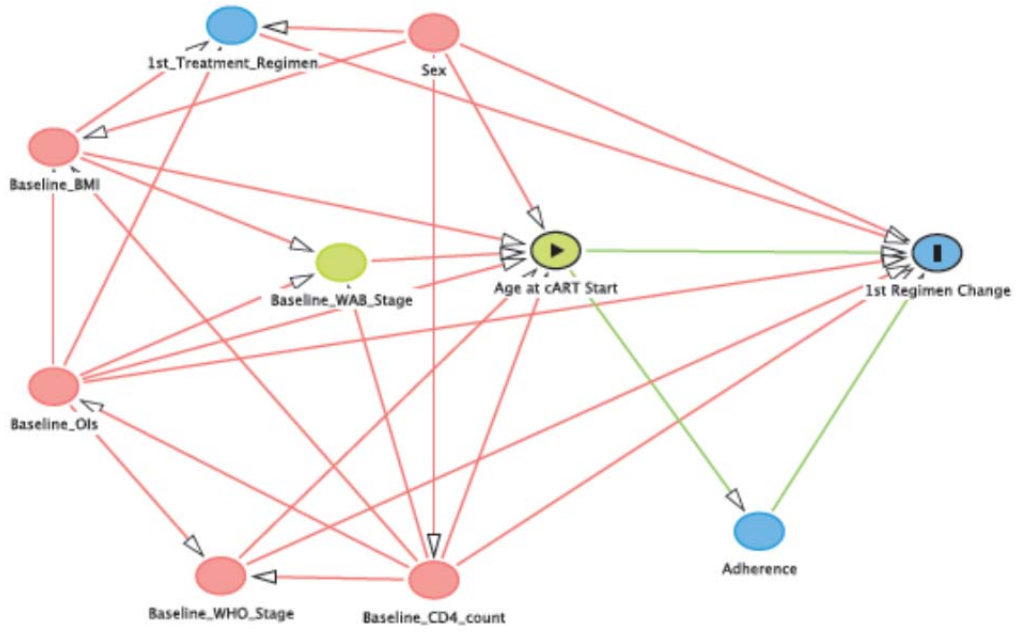 1st_Treatment_Regimen
Sex
Baseline_BMI
Baseline_WAB_Stage
Age at cART Start
1st Regimen Change
Baseline_OIs
Adherence
Baseline_WHO_Stage
Baseline_CD4_count